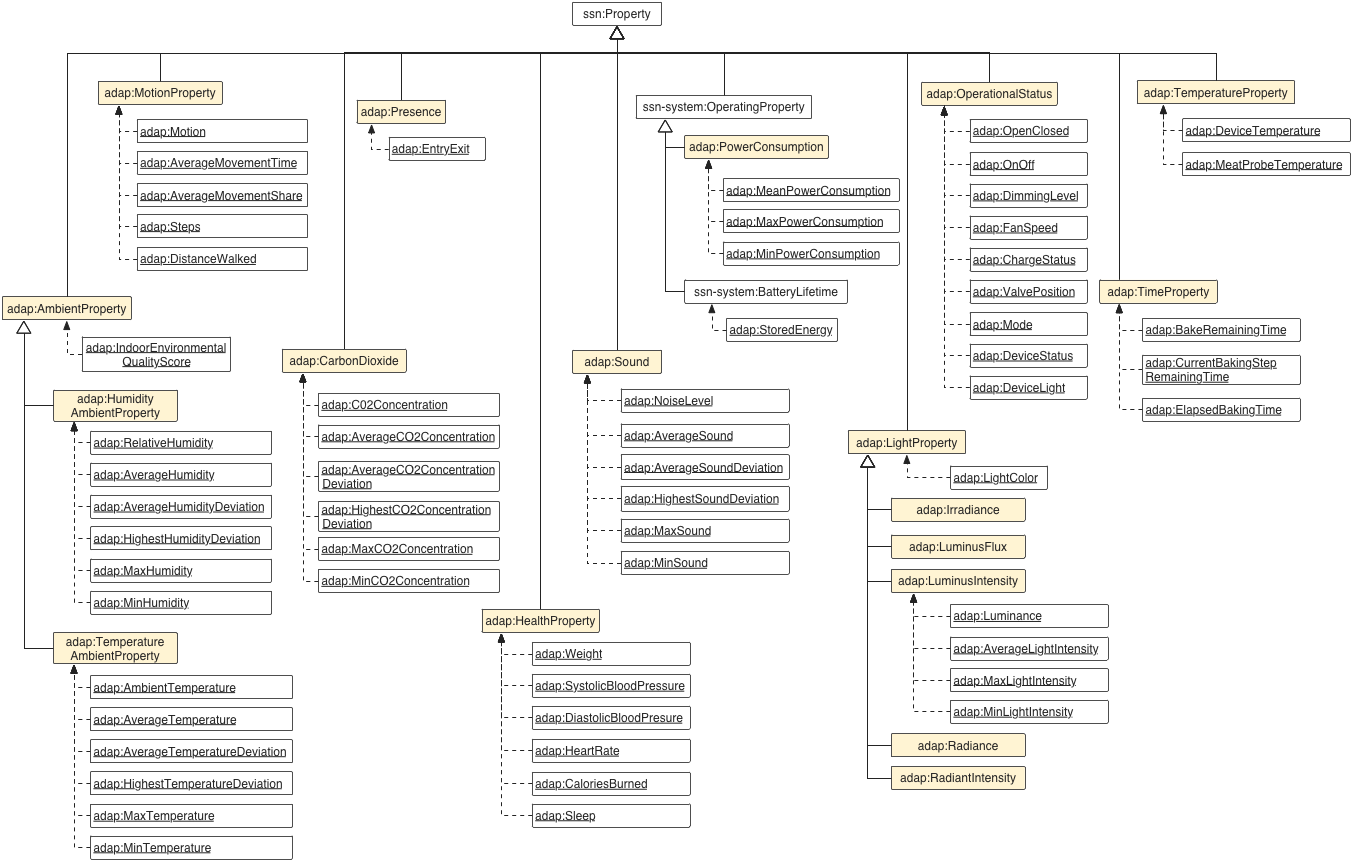 ssn:Property
adap:MotionProperty
adap:Motion
adap:AverageMovementTime
adap:AverageMovementShare
adap:Steps
adap:DistanceWalked
adap:AmbientProperty
adap:IndoorEnvironmental
QualityScore
adap:Humidity
AmbientProperty
adap:RelativeHumidity
adap:AverageHumidity
adap:AverageHumidityDeviation
adap:HighestHumidityDeviation
adap:MaxHumidity
adap:MinHumidity
adap:Temperature
AmbientProperty
adap:AmbientTemperature
adap:AverageTemperature
adap:AverageTemperatureDeviation
adap:HighestTemperatureDeviation
adap:MaxTemperature
adap:MinTemperature
adap:CarbonDioxide
adap:C02Concentration
adap:AverageCO2Concentration
adap:AverageCO2Concentration
Deviation
adap:HighestCO2Concentration
Deviation
adap:MaxCO2Concentration
adap:MinCO2Concentration
adap:Presence
adap:EntryExit
adap:HealthProperty
adap:Weight
adap:SystolicBloodPressure
adap:DiastolicBloodPresure
adap:HeartRate
adap:CaloriesBurned
adap:Sleep
adap:Sound
adap:NoiseLevel
adap:AverageSound
adap:AverageSoundDeviation
adap:HighestSoundDeviation
adap:MaxSound
adap:MinSound
ssn-system:OperatingProperty
adap:PowerConsumption
adap:MeanPowerConsumption
adap:MaxPowerConsumption
adap:MinPowerConsumption
ssn-system:BatteryLifetime
adap:StoredEnergy
adap:LightProperty
adap:LightColor
adap:Irradiance
adap:LuminusFlux
adap:LuminusIntensity
adap:Luminance
adap:AverageLightIntensity
adap:MaxLightIntensity
adap:MinLightIntensity
adap:Radiance
adap:RadiantIntensity
adap:OperationalStatus
adap:OpenClosed
adap:OnOff
adap:DimmingLevel
adap:FanSpeed
adap:ChargeStatus
adap:ValvePosition
adap:Mode
adap:DeviceStatus
adap:DeviceLight
adap:TimeProperty
adap:BakeRemainingTime
adap:CurrentBakingStep
RemainingTime
adap:ElapsedBakingTime
adap:TemperatureProperty
adap:DeviceTemperature
adap:MeatProbeTemperature